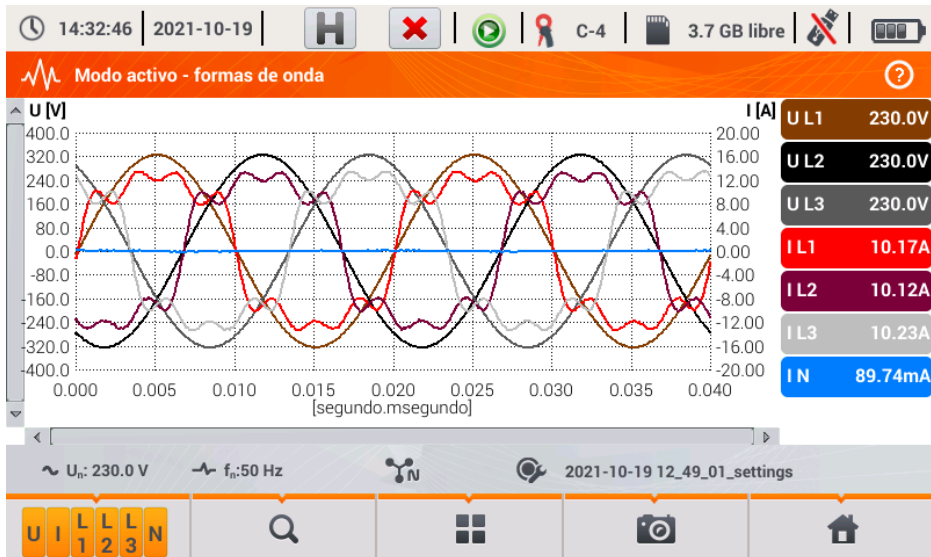 14:32:46 2021-10-19 H C-4 3.7 GB libre
Modo activo - formas de onda ?
U [V] I [A]
400.0 20.00
320.0 16.00
240.0 12.00
160.0 8.00
80.0 4.00
0.0 0.00
-80.0 -4.00
-160.0 -8.00
-240.0 -12.00
-320.0 -16.00
-400.0 -20.00
0.000 0.005 0.010 0.015 0.020 0.025 0.030 0.035 0.040
[segundo.msegundo]
U L1 230.0V
U L2 230.0V
U L3 230.0V
I L1 10.17A
I L2 10.12A
I L3 10.23A
I N 89.74mA
Un: 230.0 V fn:50 Hz N 2021-10-19 12_49_01_settings
U I L1 L2 L3 N